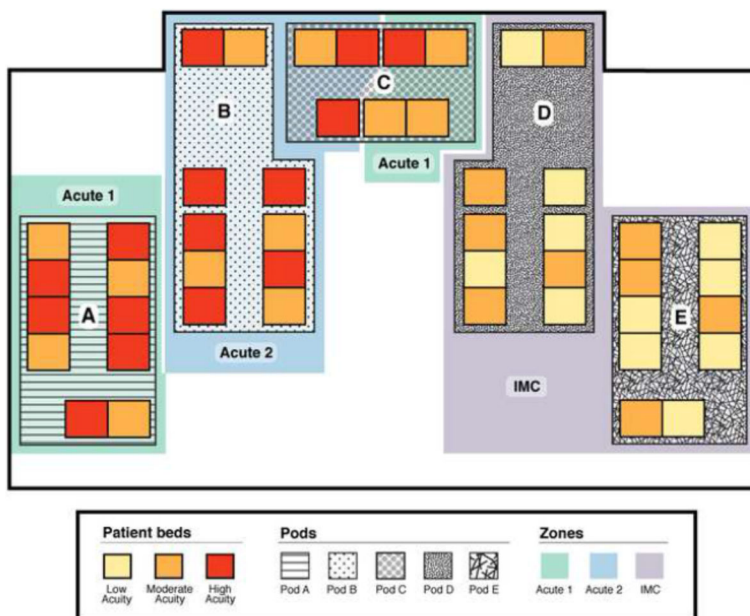 B
C
D
Acute 1
Acute 1
A
E
Acute 2
IMC
Patient beds
Low
Acuity
Moderate
Acuity
High
Acuity
Pods
Pod A
Pod B
Pod C
Pod D
Pod E
Zones
Acute 1
Acute 2
IMC